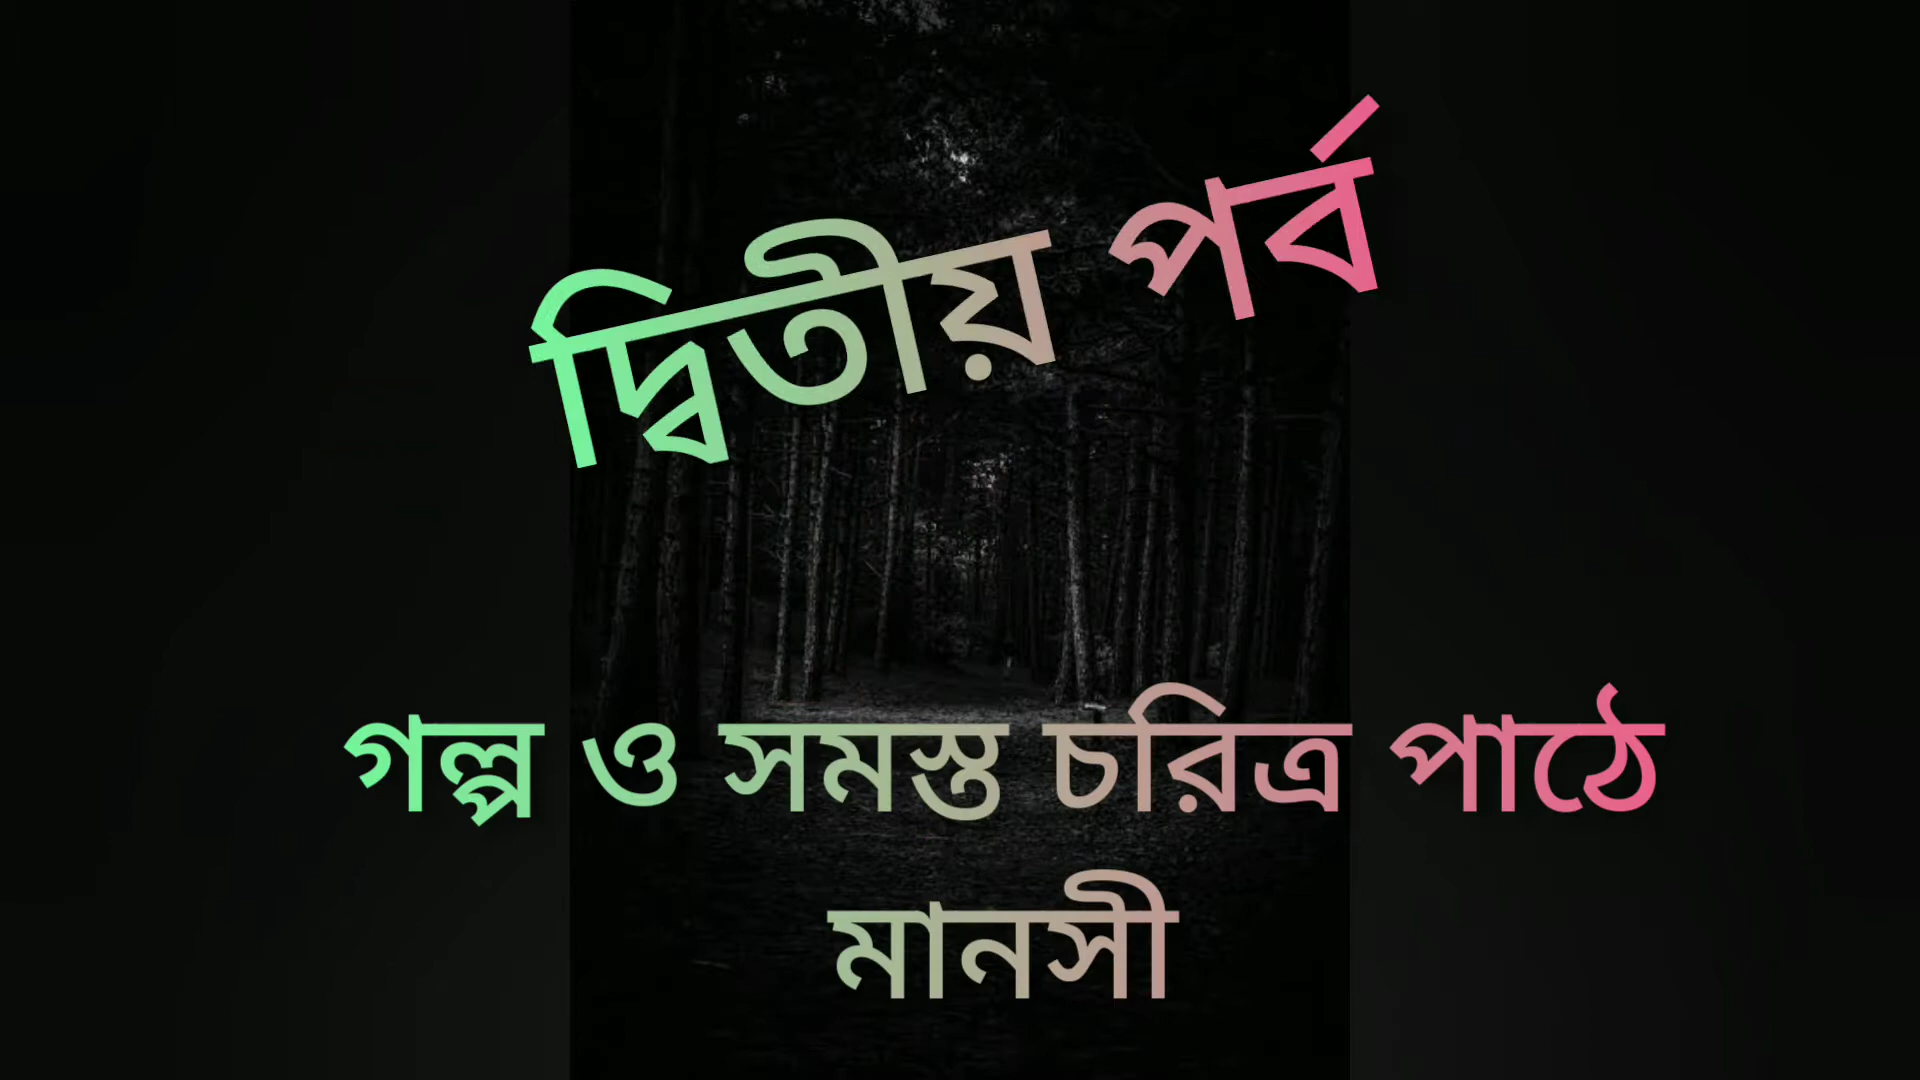 দ্বিতীয় পর্ব
গল্প ও সমস্ত চরিত্র পাঠে
মানসী